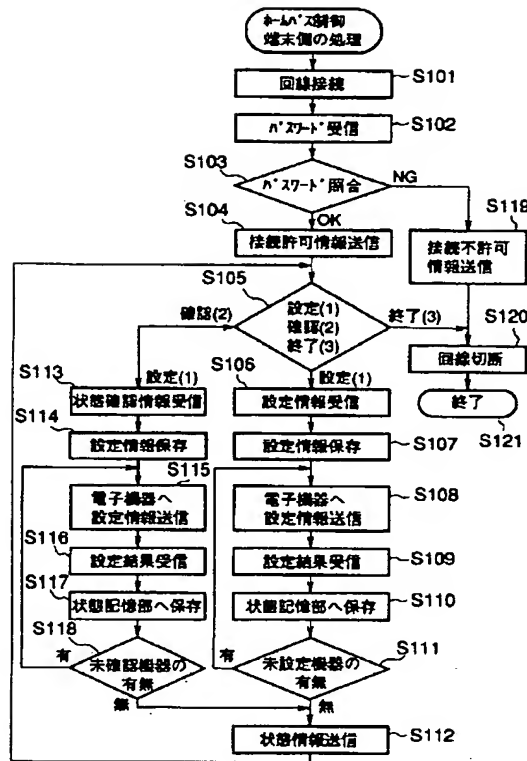 ホームバス制御
端末側の処理
回線接続
S101
パスワード受信
S102
S103
パスワード照合
NG
OK
S104
接続許可情報送信
S119
接続不許可
情報送信
S105
設定(1)
確認(2)
終了(3)
確認(2)
終了(3)
S120
回線切断
終了
S121
S113
設定(1)
状態確認情報受信
S106
設定(1)
設定情報受信
S114
設定情報保存
設定情報保存
S107
S115
電子機器へ
設定情報送信
電子機器へ
設定情報送信
S108
S116
設定結果受信
設定結果受信
S109
S117
状態記憶部へ保存
状態記憶部へ保存
S110
S118
有
未確認機器の
有無
無
有
未設定機器の
有無
無
S111
状態情報送信
S112